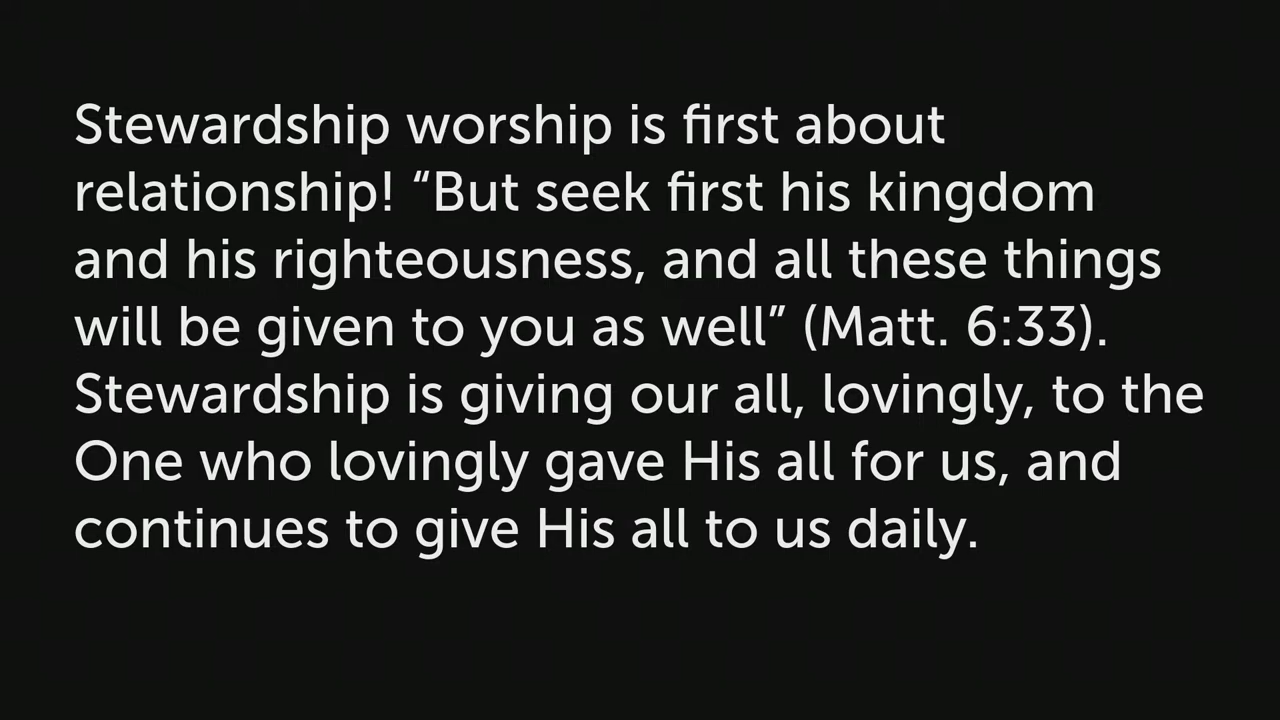 Stewardship worship is first about
relationship! “But seek first his kingdom
and his righteousness, and all these things
will be given to you as well” (Matt. 6:33).
Stewardship is giving our all, lovingly, to the
One who lovingly gave His all for us, and
continues to give His all to us daily.